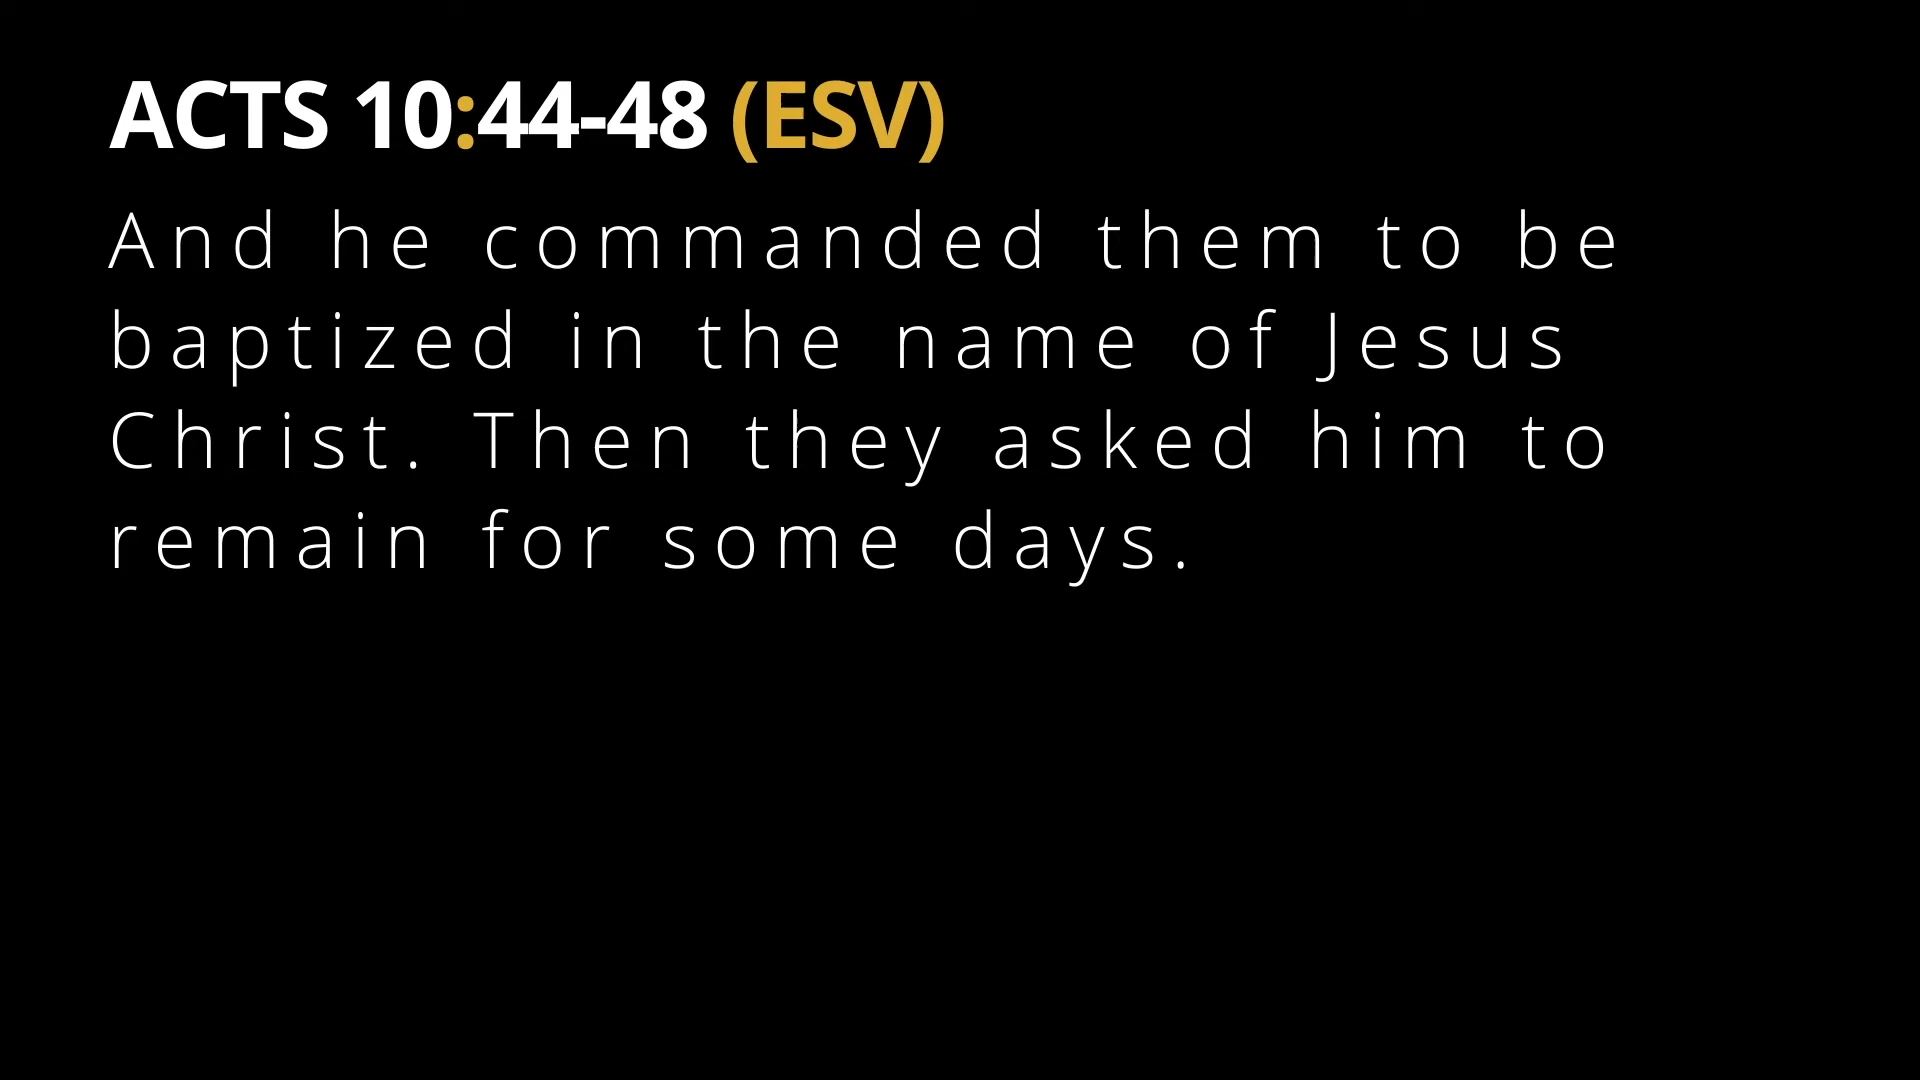 ACTS 10:44-48 (ESV)
And he commanded them to be
baptized in the name of Jesus
Christ. Then they asked him to
remain for some days.